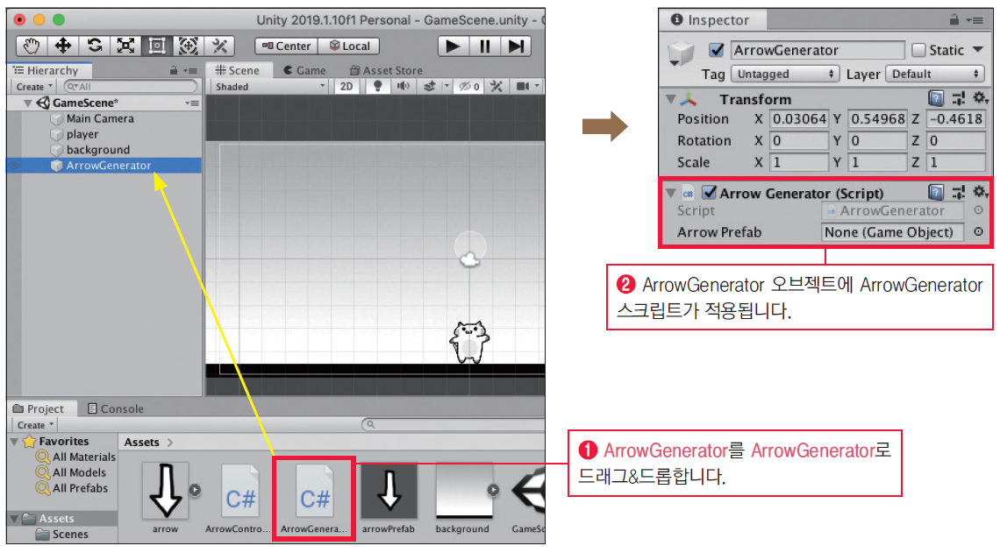 Unity 2019.1.10f1 Personal - GameScene.unity -
Center
Local
Hierarchy
Scene
Game
Asset Store
Create
All
Shaded
2D
0
GameScene*
Main Camera
player
background
ArrowGenerator
Project
Console
Create
Favorites
All Materials
All Models
All Prefabs
Assets
Scenes
Assets >
C#
C#
arrow
ArrowContro...
ArrowGenera...
arrowPrefab
background
GameSc
Inspector
ArrowGenerator
Static
Tag Untagged Layer Default
Transform
Position X 0.03064 Y 0.54968 Z -0.4618
Rotation X 0 Y 0 Z 0
Scale X 1 Y 1 Z 1
C# Arrow Generator (Script)
Script ArrowGenerator
Arrow Prefab None (Game Object)
❷ ArrowGenerator 오브젝트에 ArrowGenerator
스크립트가 적용됩니다.
❶ ArrowGenerator를 ArrowGenerator로
드래그&드롭합니다.